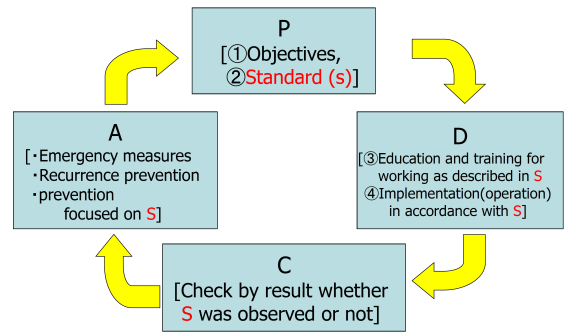 P
[①Objectives,
②Standard (s)]
D
[③Education and training for
working as described in S
④Implementation(operation)
in accordance with S]
C
[Check by result whether
S was observed or not]
A
[・Emergency measures
・Recurrence prevention
・prevention
focused on S]